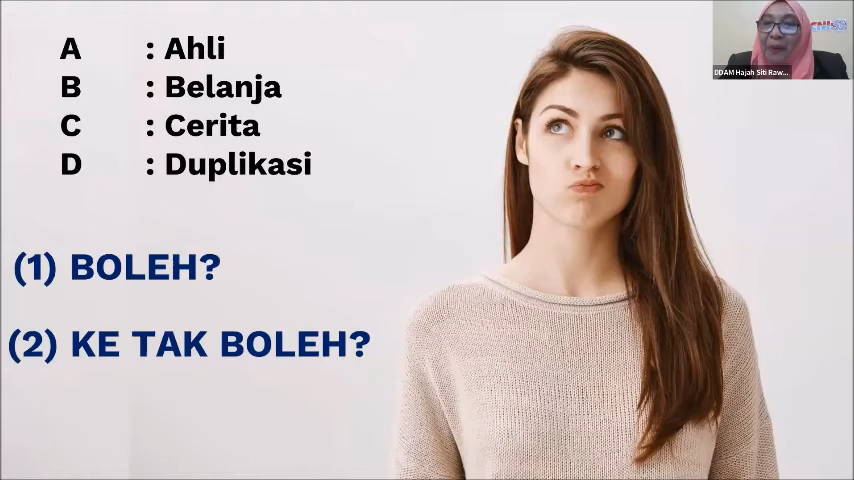 A : Ahli
B : Belanja
C : Cerita
D : Duplikasi
(1) BOLEH?
(2) KE TAK BOLEH?
DDAM Hajah Siti Raw...